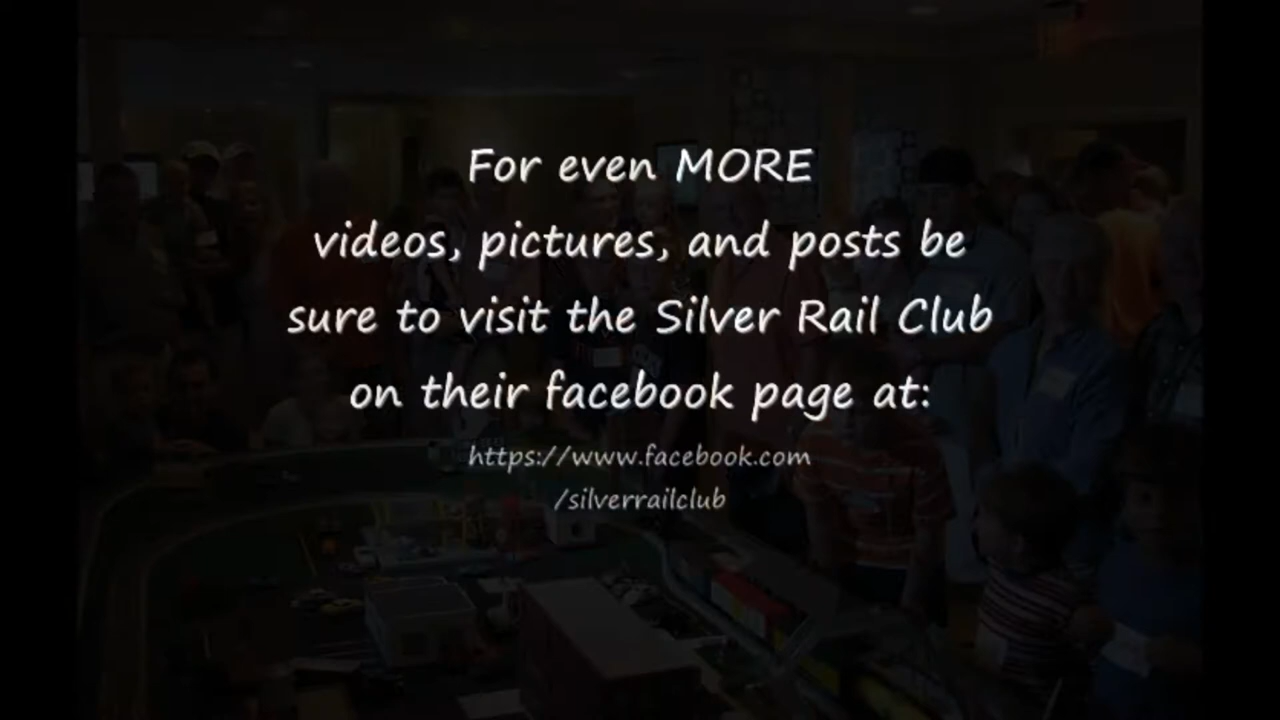 For even MORE
videos, pictures, and posts be
sure to visit the Silver Rail Club
on their facebook page at:
https://www.facebook.com
/silverrailclub